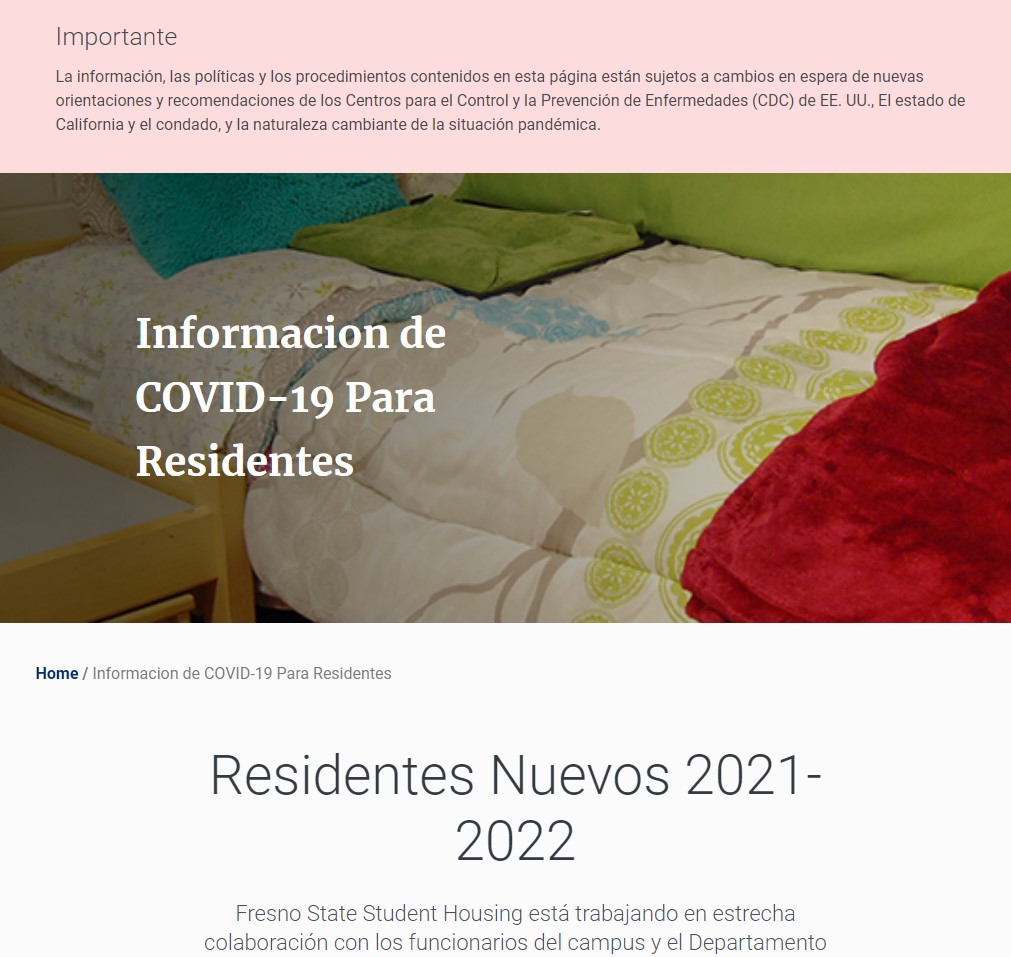 Importante
La información, las políticas y los procedimientos contenidos en esta página están sujetos a cambios en espera de nuevas
orientaciones y recomendaciones de los Centros para el Control y la Prevención de Enfermedades (CDC) de EE. UU., El estado de
California y el condado, y la naturaleza cambiante de la situación pandémica.
Informacion de
COVID-19 Para
Residentes
Home / Informacion de COVID-19 Para Residentes
Residentes Nuevos 2021-
2022
Fresno State Student Housing está trabajando en estrecha
colaboración con los funcionarios del campus y el Departamento